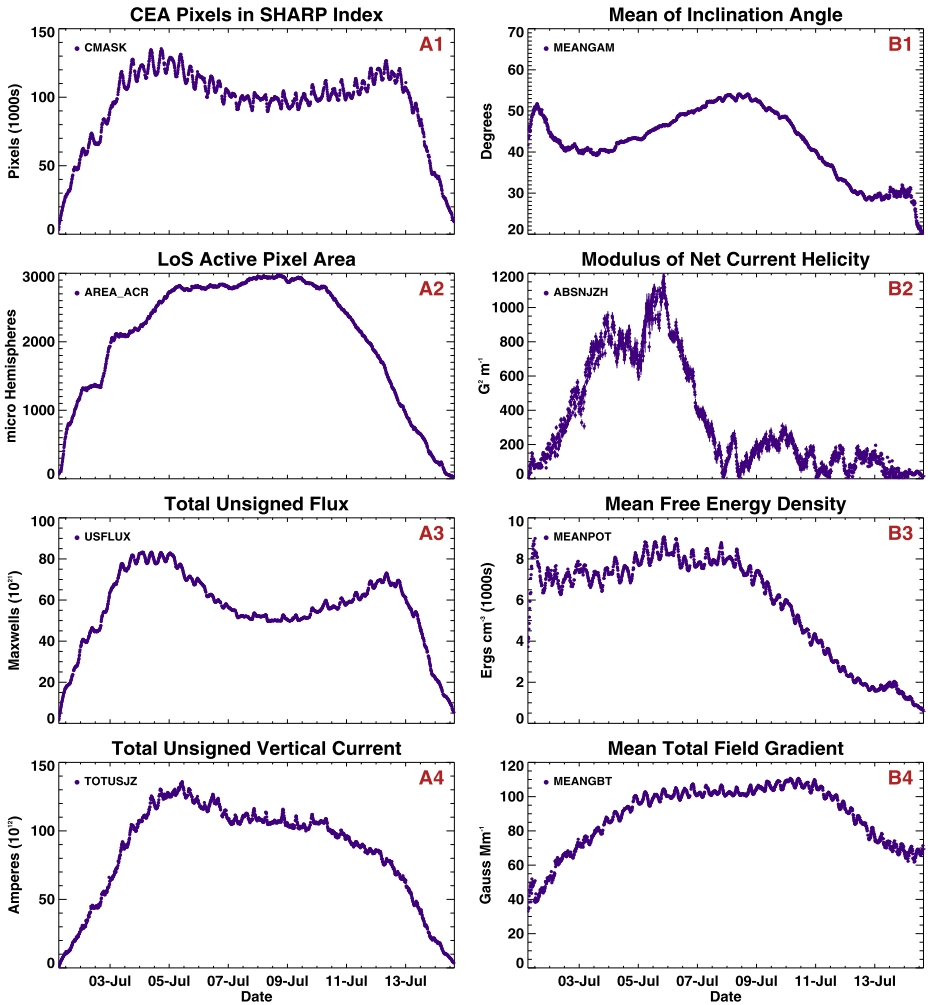 CEA Pixels in SHARP Index
150
100
50
0
Pixels (1000s)
CMASK
A1
Mean of Inclination Angle
70
60
50
40
30
20
Degrees
MEANGAM
B1
LoS Active Pixel Area
3000
2000
1000
0
micro Hemispheres
AREA_ACR
A2
Modulus of Net Current Helicity
1200
1000
800
600
400
200
0
G² m⁻¹
ABSNJZH
B2
Total Unsigned Flux
100
80
60
40
20
0
Maxwells (10²¹)
USFLUX
A3
Mean Free Energy Density
10
8
6
4
2
0
Ergs cm⁻³ (1000s)
MEANPOT
B3
Total Unsigned Vertical Current
150
100
50
0
Amperes (10¹²)
TOTUSJZ
A4
03-Jul 05-Jul 07-Jul 09-Jul 11-Jul 13-Jul
Date
Mean Total Field Gradient
120
100
80
60
40
20
0
Gauss Mm⁻¹
MEANGBT
B4
03-Jul 05-Jul 07-Jul 09-Jul 11-Jul 13-Jul
Date